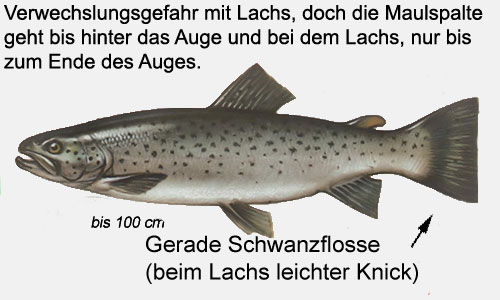 Verwechslungsgefahr mit Lachs, doch die Maulspalte
geht bis hinter das Auge und bei dem Lachs, nur bis
zum Ende des Auges.
bis 100 cm
Gerade Schwanzflosse
(beim Lachs leichter Knick)